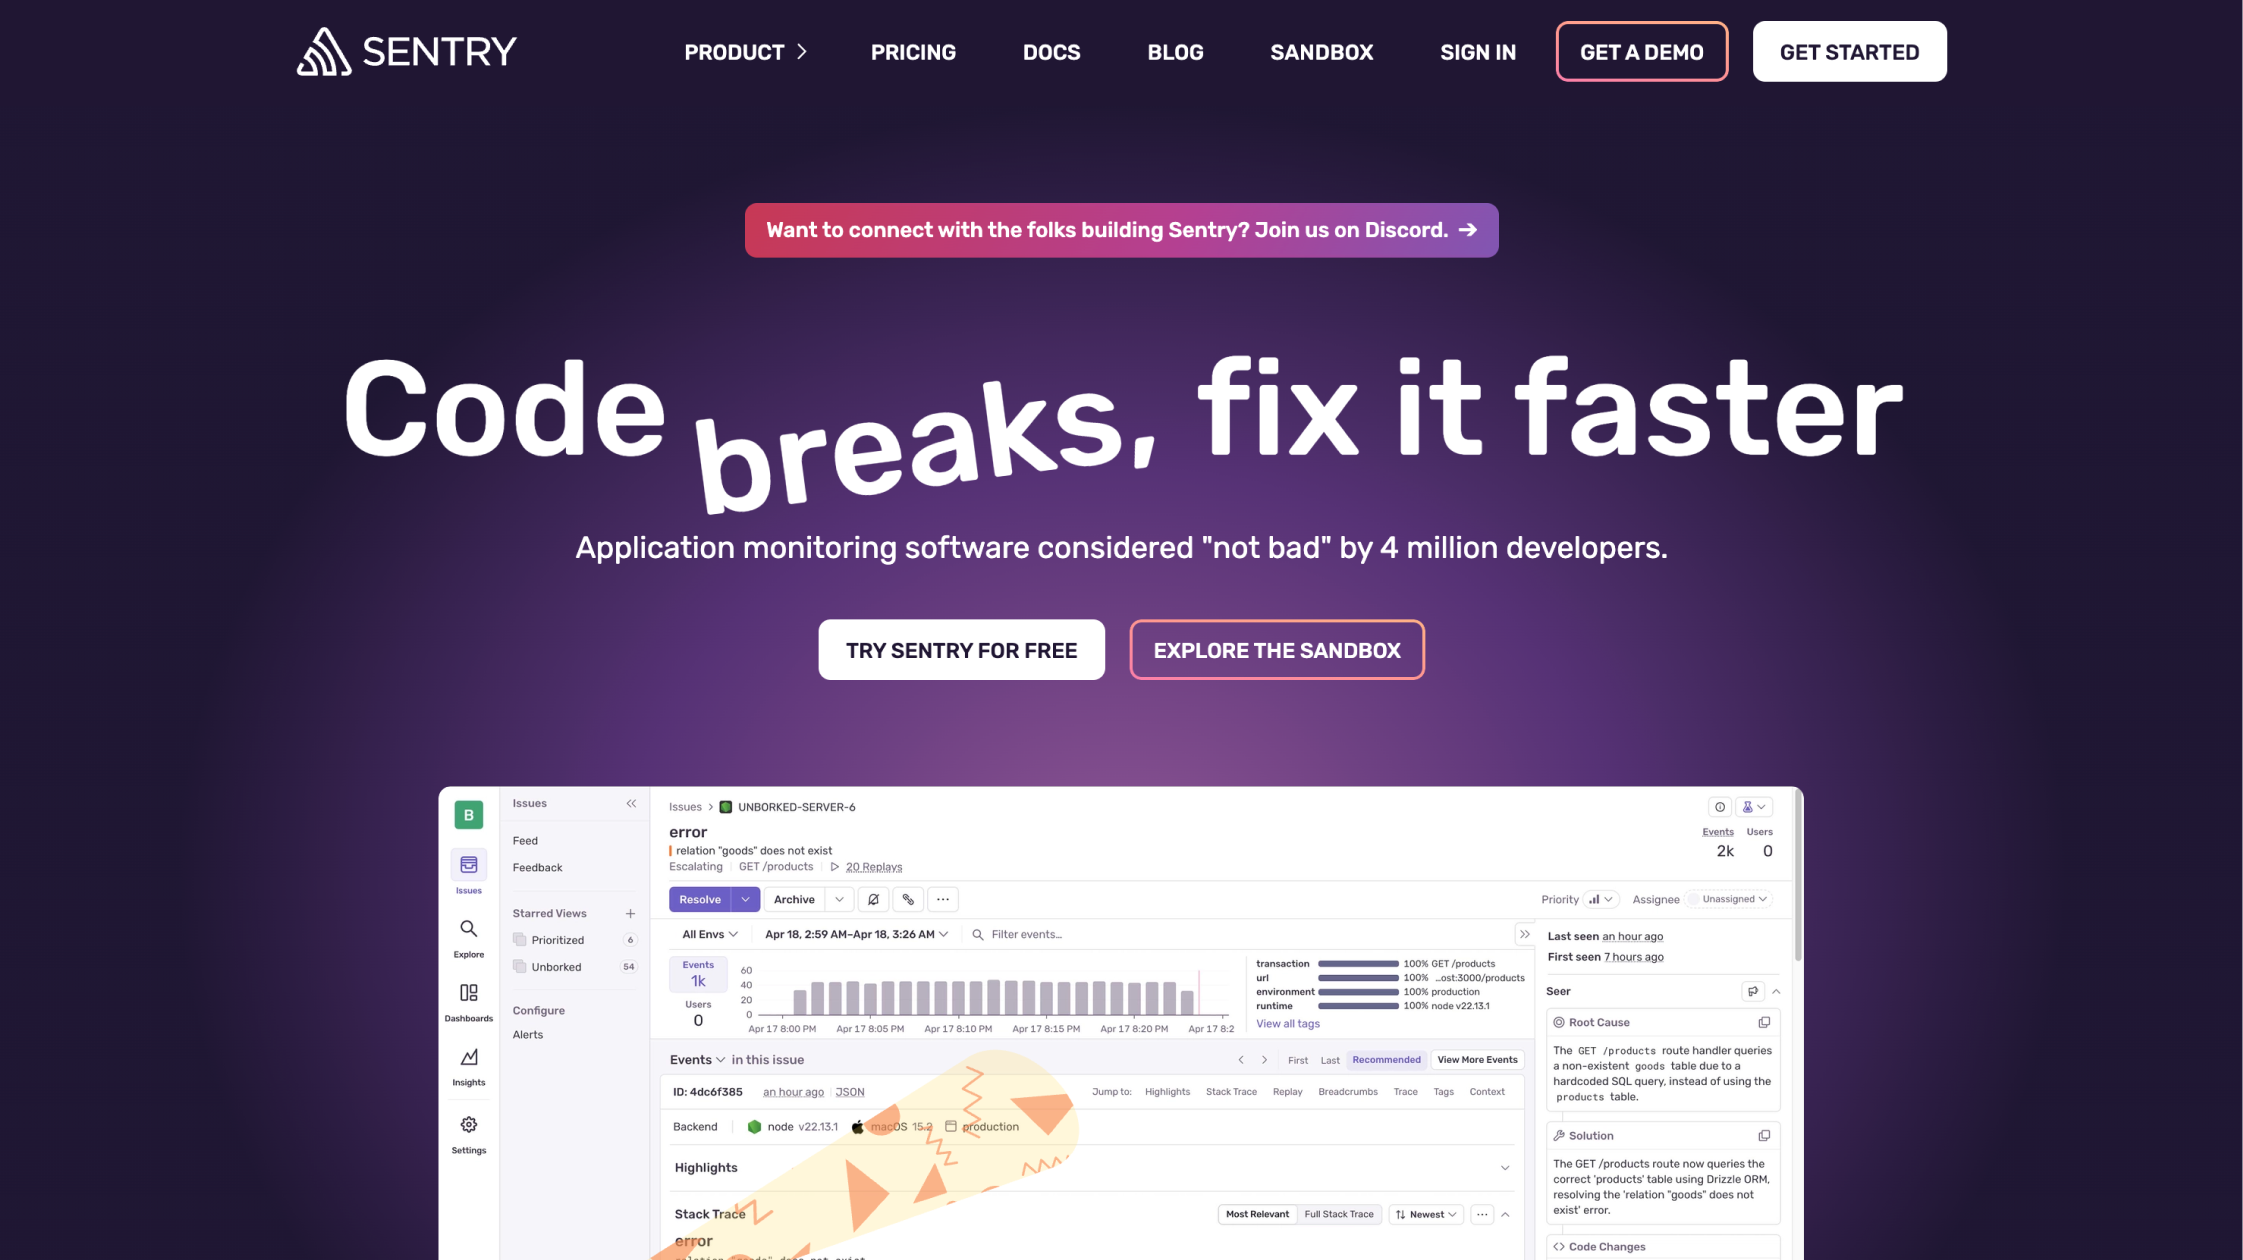 SENTRY
PRODUCT
PRICING
DOCS
BLOG
SANDBOX
SIGN IN
GET A DEMO
GET STARTED
Want to connect with the folks building Sentry? Join us on Discord. →
Code breaks, fix it faster
Application monitoring software considered "not bad" by 4 million developers.
TRY SENTRY FOR FREE
EXPLORE THE SANDBOX
B
Issues
Explore
Dashboards
Insights
Settings
Issues
Feed
Feedback
Starred Views
Prioritized 6
Unborked 54
Configure
Alerts
Issues > UNBORKED-SERVER-6
error
relation "goods" does not exist
Escalating GET /products 20 Replays
Events Users
2k 0
Resolve Archive
Priority Assignee Unassigned
All Envs Apr 18, 2:59 AM–Apr 18, 3:26 AM Filter events...
Events
1k
Users
0
60
40
20
0
Apr 17 8:00 PM Apr 17 8:05 PM Apr 17 8:10 PM Apr 17 8:15 PM Apr 17 8:20 PM Apr 17 8:2
transaction 100% GET /products
url 100% ...ost:3000/products
environment 100% production
runtime 100% node v22.13.1
View all tags
Events in this issue
First Last Recommended View More Events
ID: 4dc6f385 an hour ago JSON
Jump to: Highlights Stack Trace Replay Breadcrumbs Trace Tags Context
Backend node v22.13.1 macOS 15.2 production
Highlights
Stack Trace
Most Relevant Full Stack Trace Newest
error
relation "goods" does not exist
Last seen an hour ago
First seen 7 hours ago
Seer
Root Cause
The GET /products route handler queries
a non-existent goods table due to a
hardcoded SQL query, instead of using the
products table.
Solution
The GET /products route now queries the
correct 'products' table using Drizzle ORM,
resolving the 'relation "goods" does not
exist' error.
Code Changes